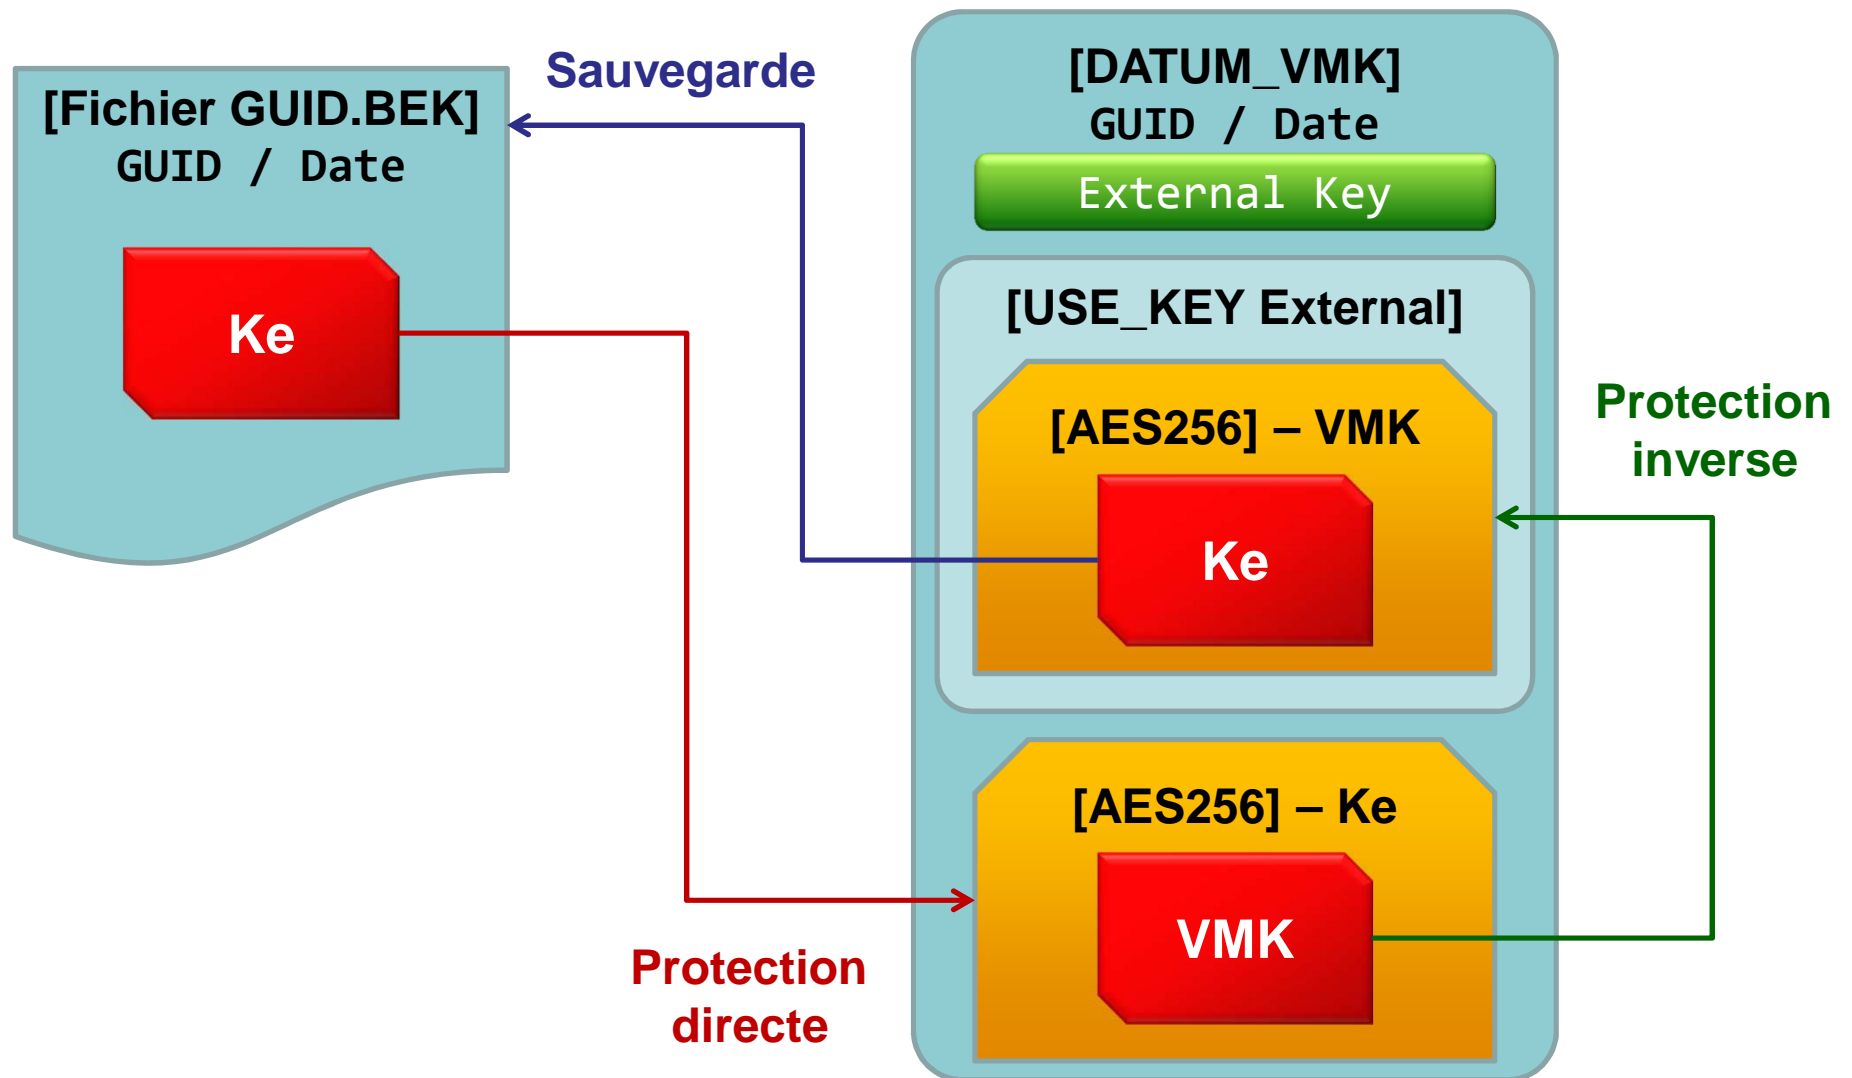 [Fichier GUID.BEK]
GUID / Date
Ke
Sauvegarde
[DATUM_VMK]
GUID / Date
External Key
[USE_KEY External]
[AES256] – VMK
Ke
[AES256] – Ke
VMK
Protection
directe
Protection
inverse